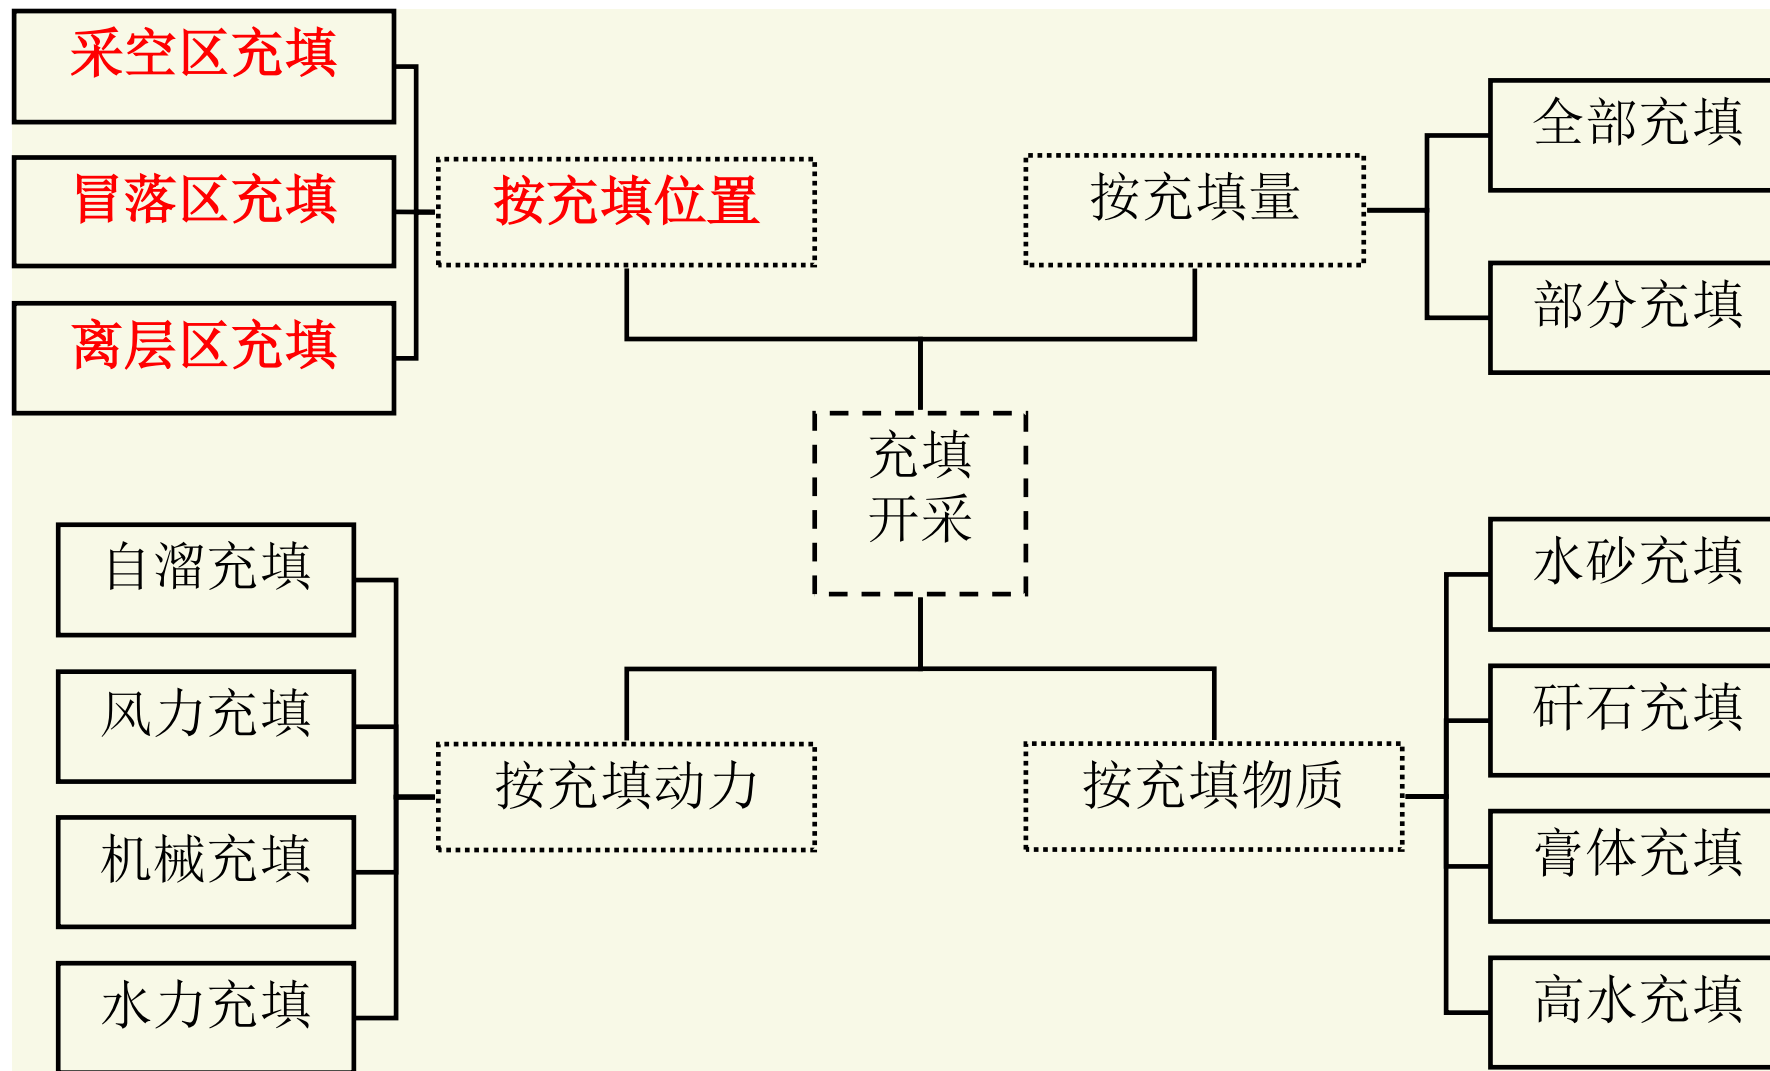 采空区充填
冒落区充填
离层区充填
按充填位置
按充填量
全部充填
部分充填
充填
开采
自溜充填
风力充填
机械充填
水力充填
按充填动力
按充填物质
水砂充填
矸石充填
膏体充填
高水充填